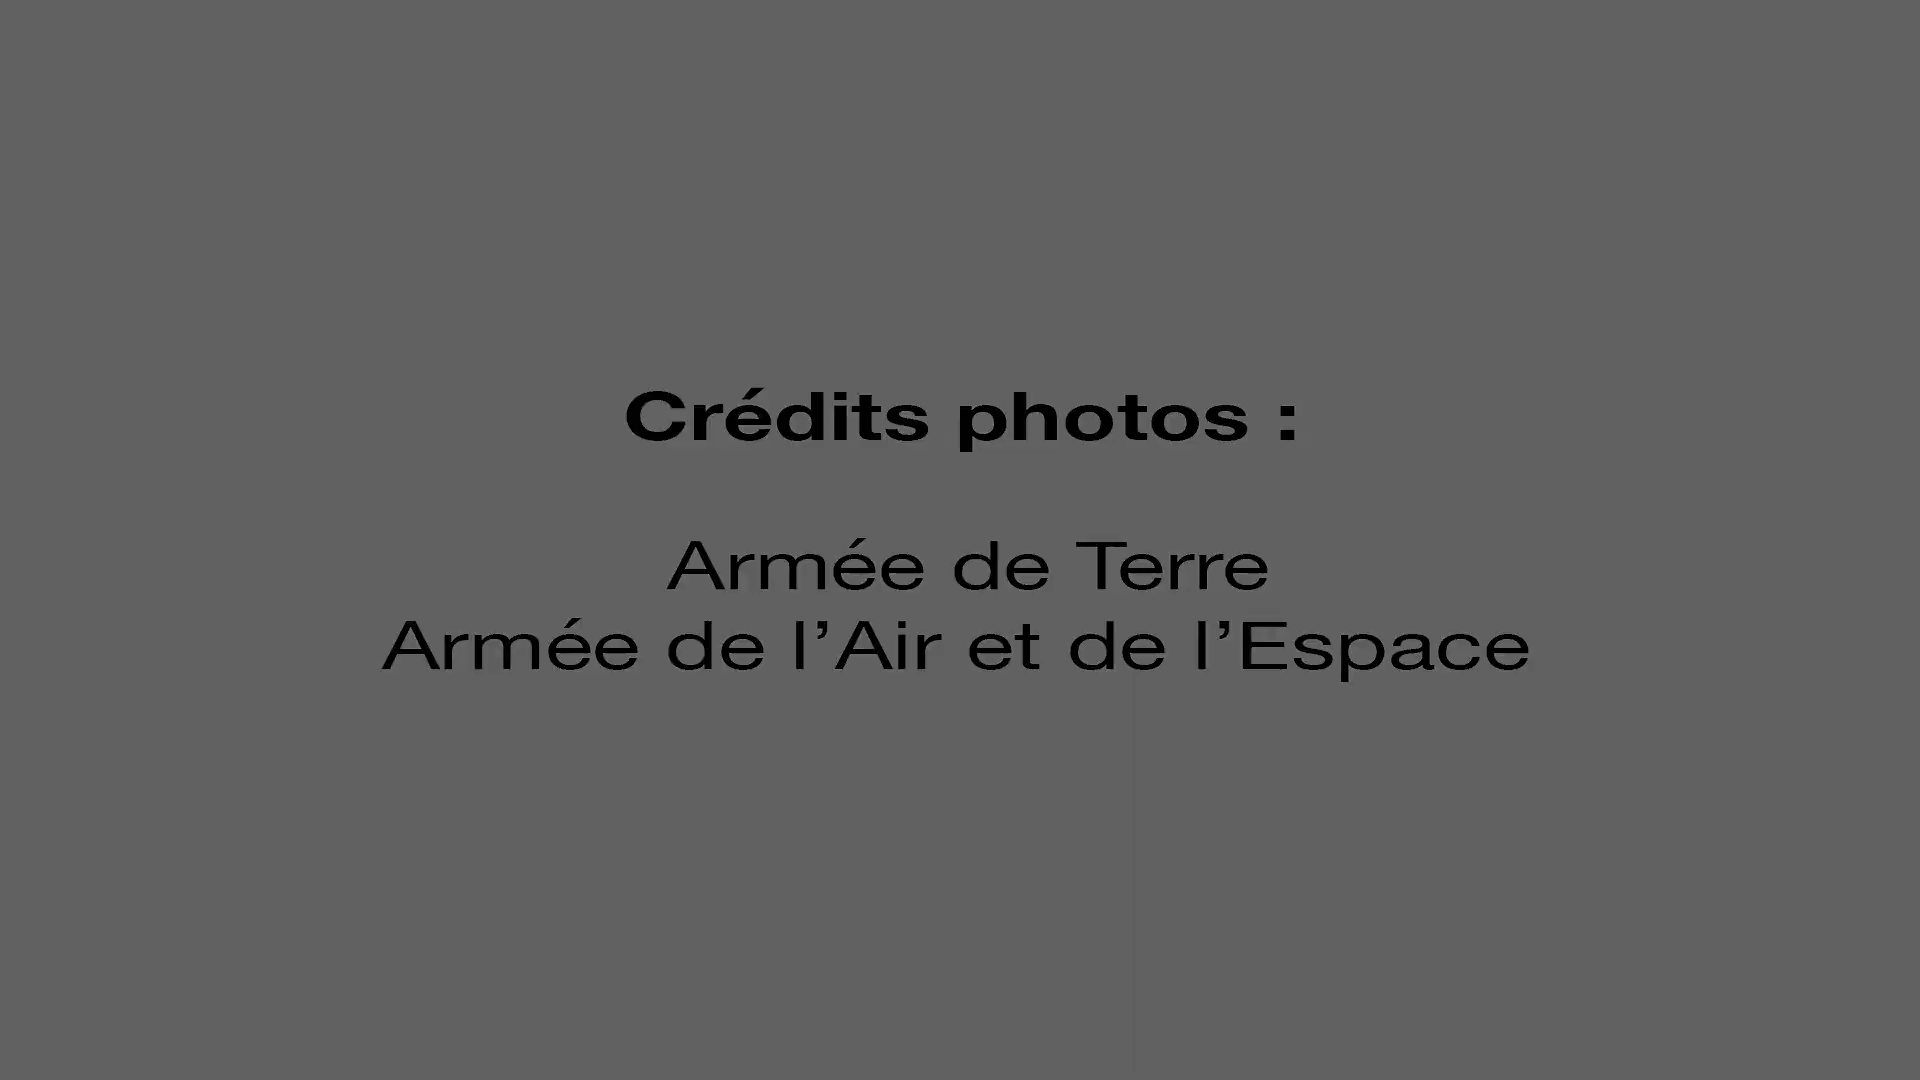 Crédits photos :
Armée de Terre
Armée de l’Air et de l’Espace